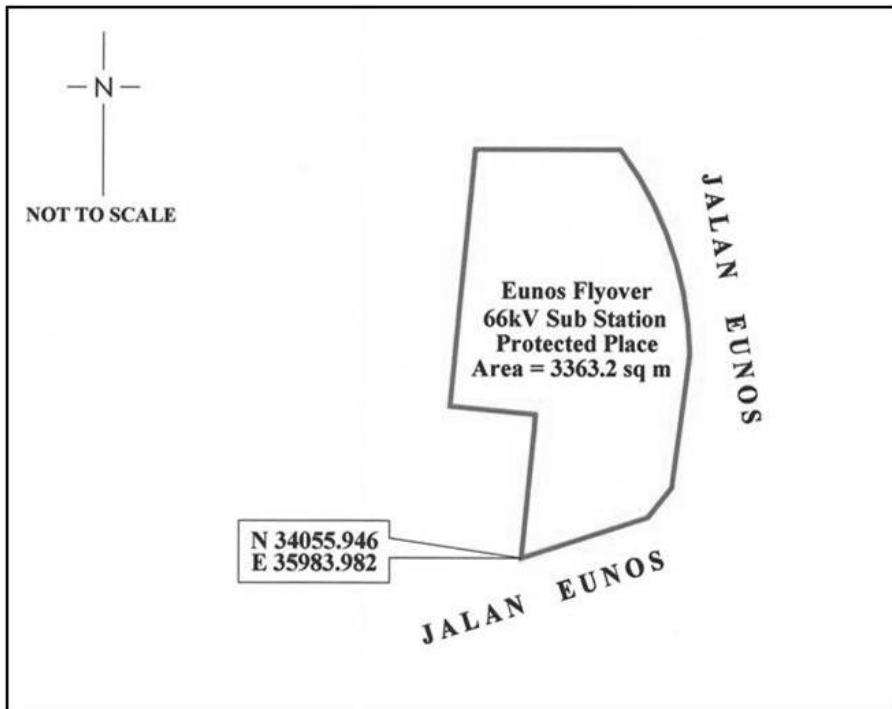 N
NOT TO SCALE
JALAN EUNOS
Eunos Flyover
66kV Sub Station
Protected Place
Area = 3363.2 sq m
N 34055.946
E 35983.982
JALAN EUNOS